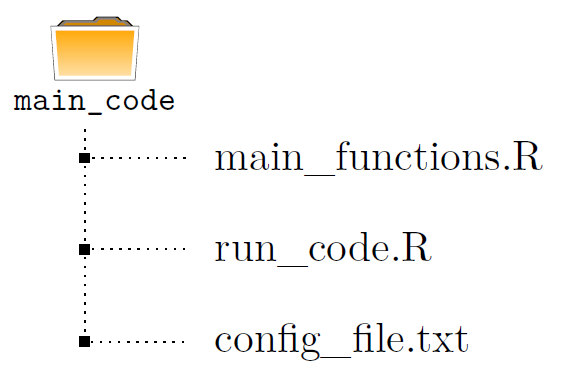 main_code
main_functions.R
run_code.R
config_file.txt